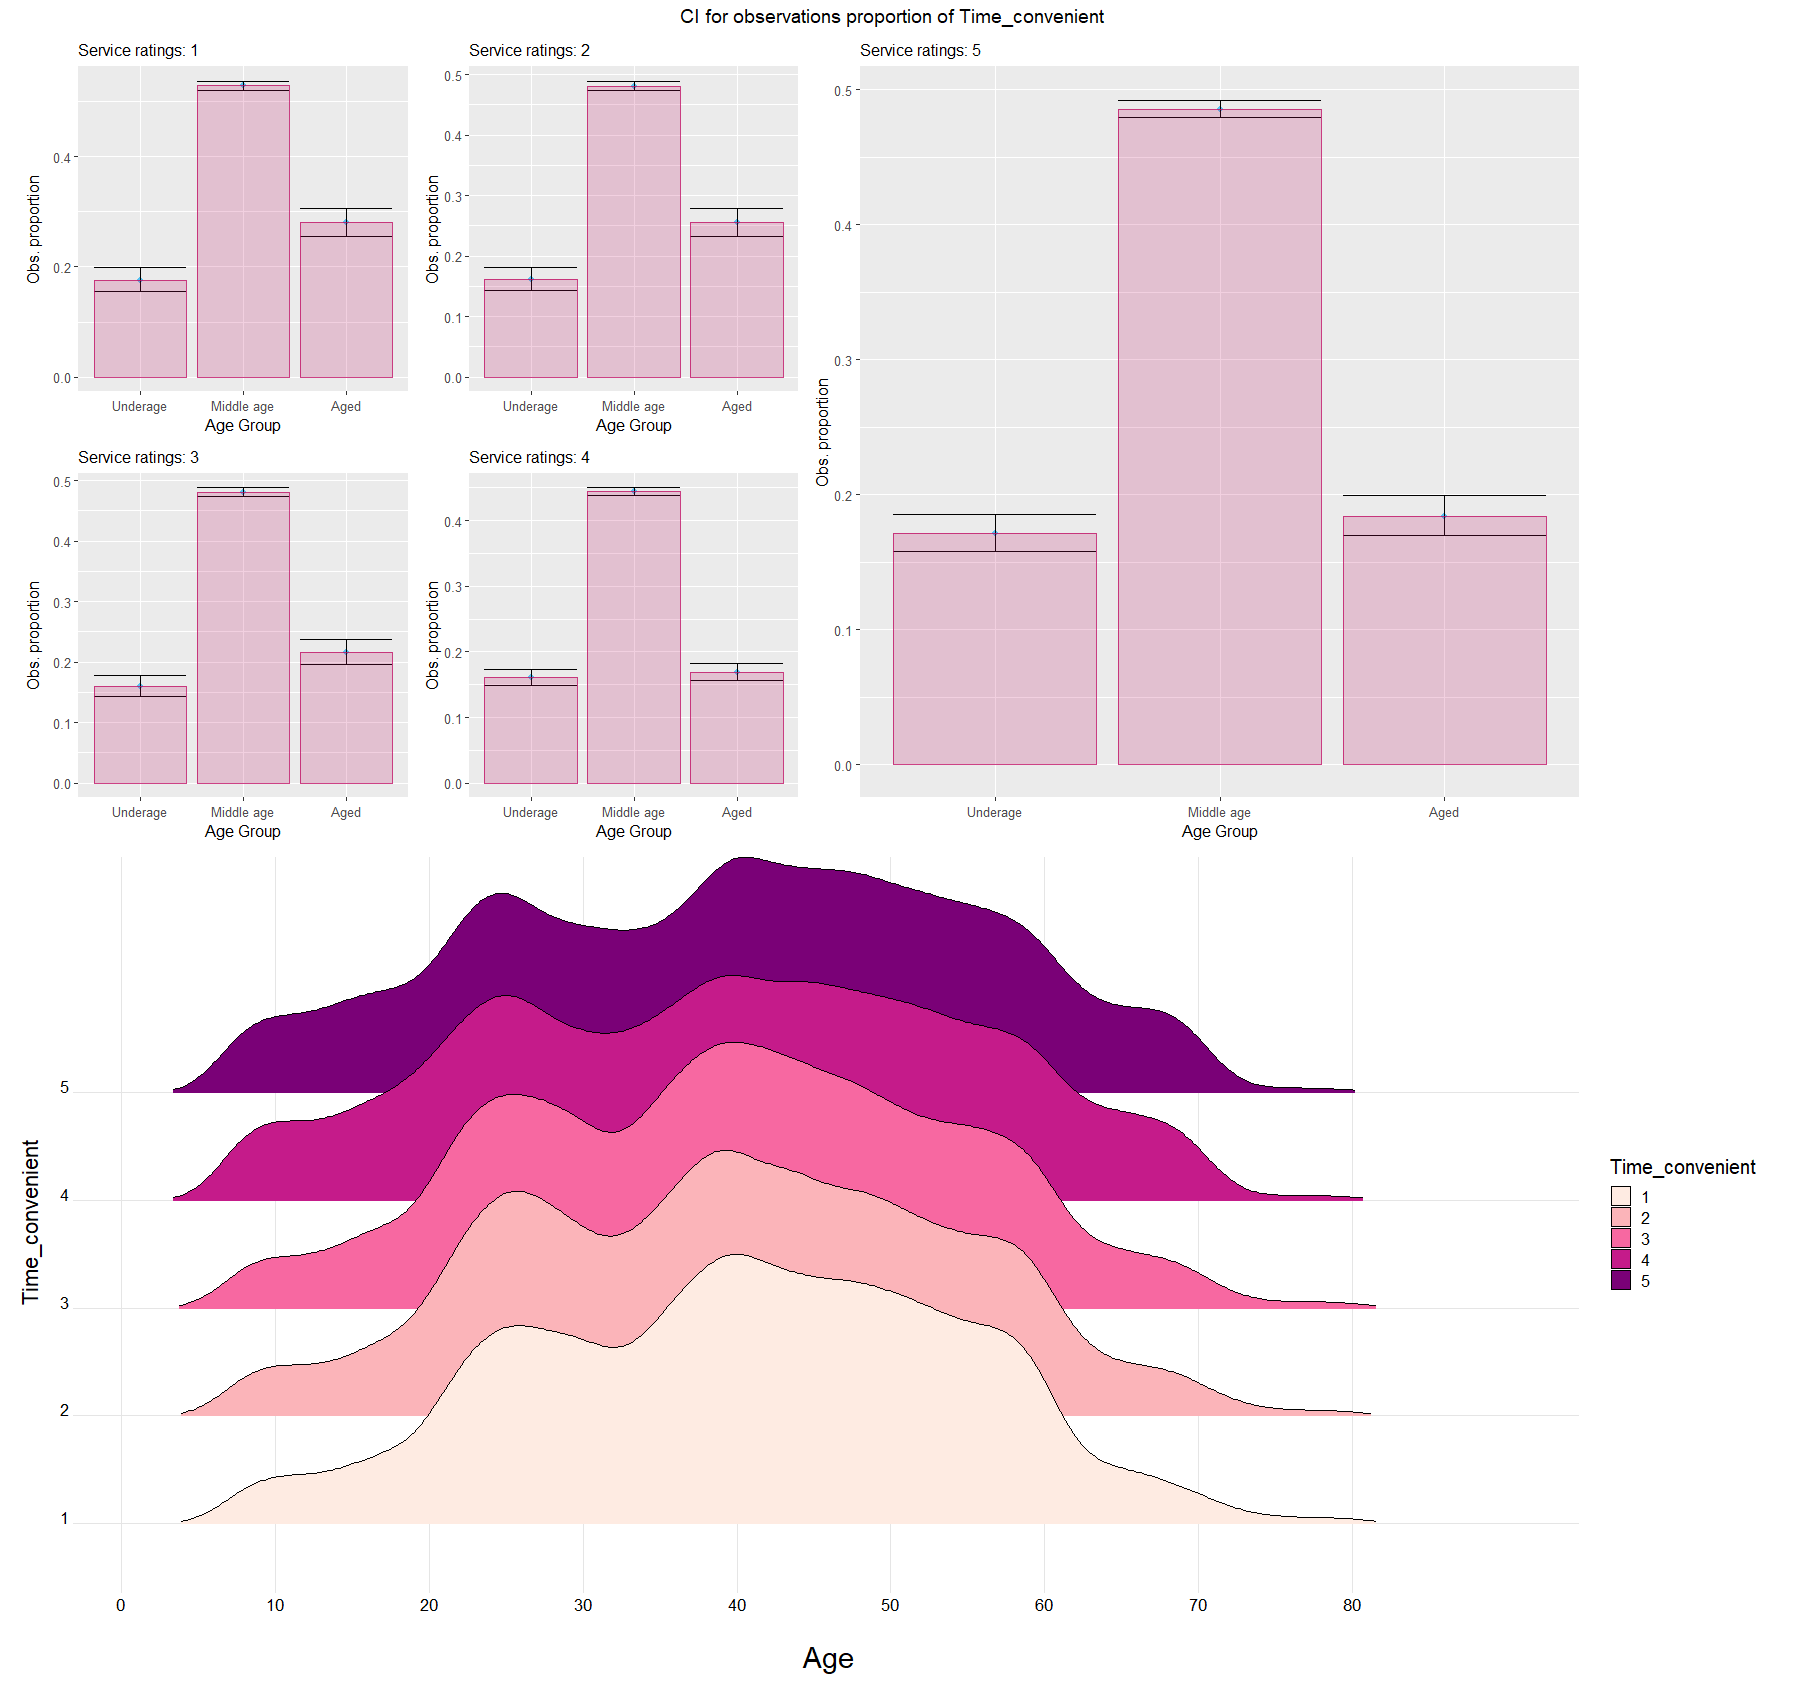 CI for observations proportion of Time_convenient
Service ratings: 1
Obs. proportion
0.4
0.2
0.0
Underage Middle age Aged
Age Group
Service ratings: 2
Obs. proportion
0.5
0.4
0.3
0.2
0.1
0.0
Underage Middle age Aged
Age Group
Service ratings: 5
Obs. proportion
0.5
0.4
0.3
0.2
0.1
0.0
Underage Middle age Aged
Age Group
Service ratings: 3
Obs. proportion
0.5
0.4
0.3
0.2
0.1
0.0
Underage Middle age Aged
Age Group
Service ratings: 4
Obs. proportion
0.4
0.3
0.2
0.1
0.0
Underage Middle age Aged
Age Group
Time_convenient
5
4
3
2
1
0 10 20 30 40 50 60 70 80
Age
Time_convenient
1
2
3
4
5